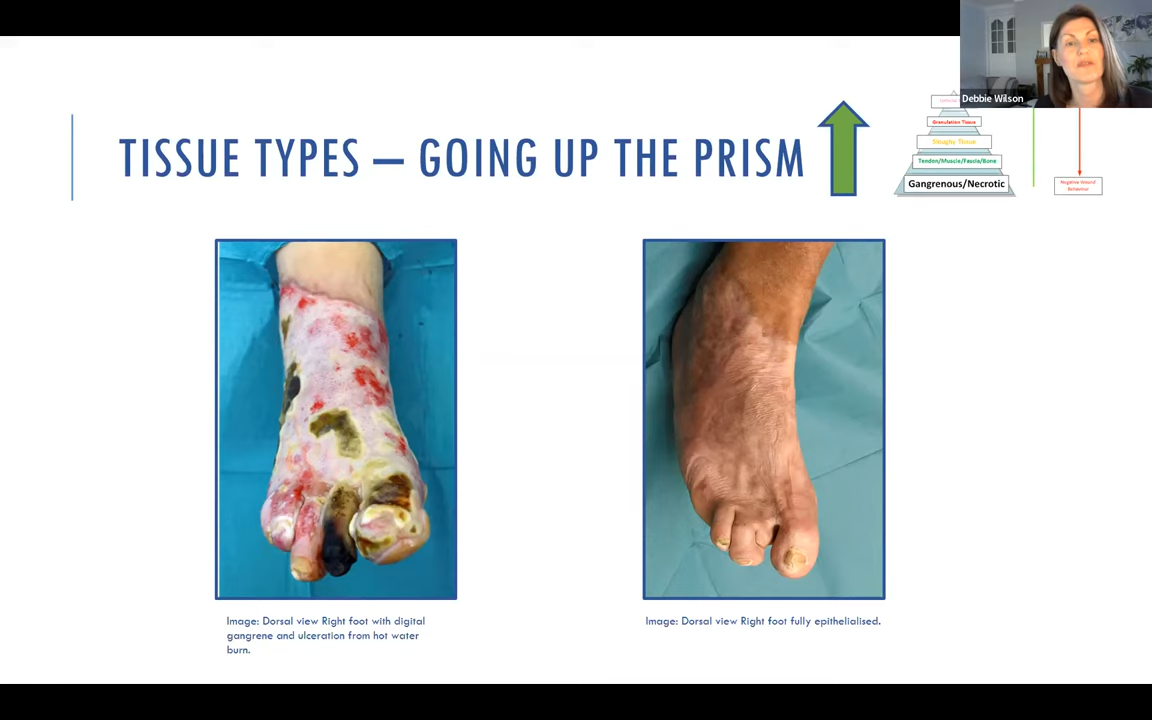 Debbie Wilson
TISSUE TYPES – GOING UP THE PRISM
Granulation Tissue
Sloughy Tissue
Tendon/Muscle/Fascia/Bone
Gangrenous/Necrotic
Negative Wound
Behaviour
Image: Dorsal view Right foot with digital
gangrene and ulceration from hot water
burn.
Image: Dorsal view Right foot fully epithelialised.